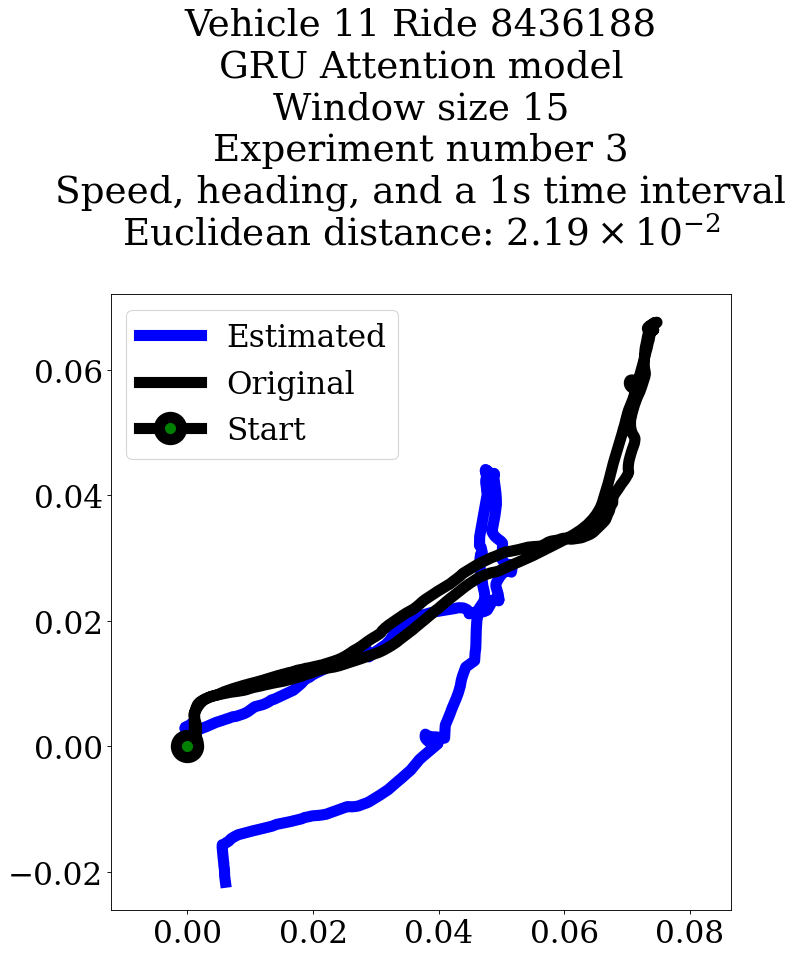 Vehicle 11 Ride 8436188
GRU Attention model
Window size 15
Experiment number 3
Speed, heading, and a 1s time interval
Euclidean distance: 2.19 × 10⁻²
Estimated
Original
Start
0.06
0.04
0.02
0.00
−0.02
0.00 0.02 0.04 0.06 0.08